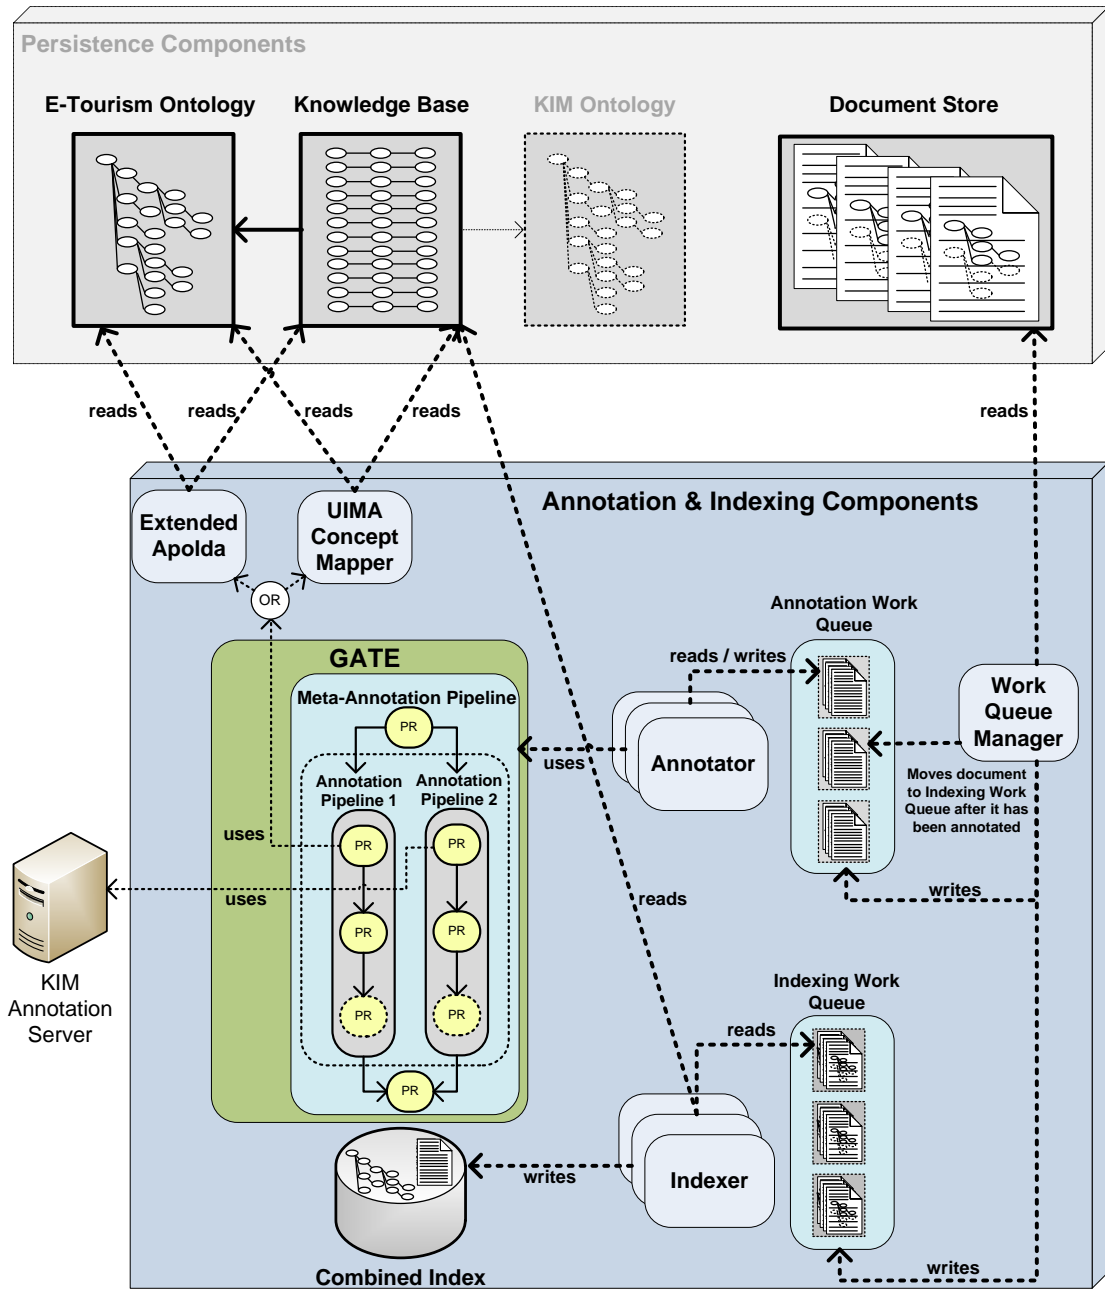 Persistence Components
E-Tourism Ontology
Knowledge Base
KIM Ontology
Document Store
reads
reads
reads
reads
reads
Annotation & Indexing Components
Extended
Apolda
UIMA
Concept
Mapper
OR
Annotation Work
Queue
GATE
reads / writes
Meta-Annotation Pipeline
PR
Work
Queue
Manager
Annotator
uses
Annotation
Pipeline 1
Annotation
Pipeline 2
Moves document
to Indexing Work
Queue after it has
been annotated
uses
PR
PR
uses
writes
reads
PR
PR
KIM
Annotation
Server
Indexing Work
Queue
PR
PR
reads
PR
Indexer
writes
writes
Combined Index